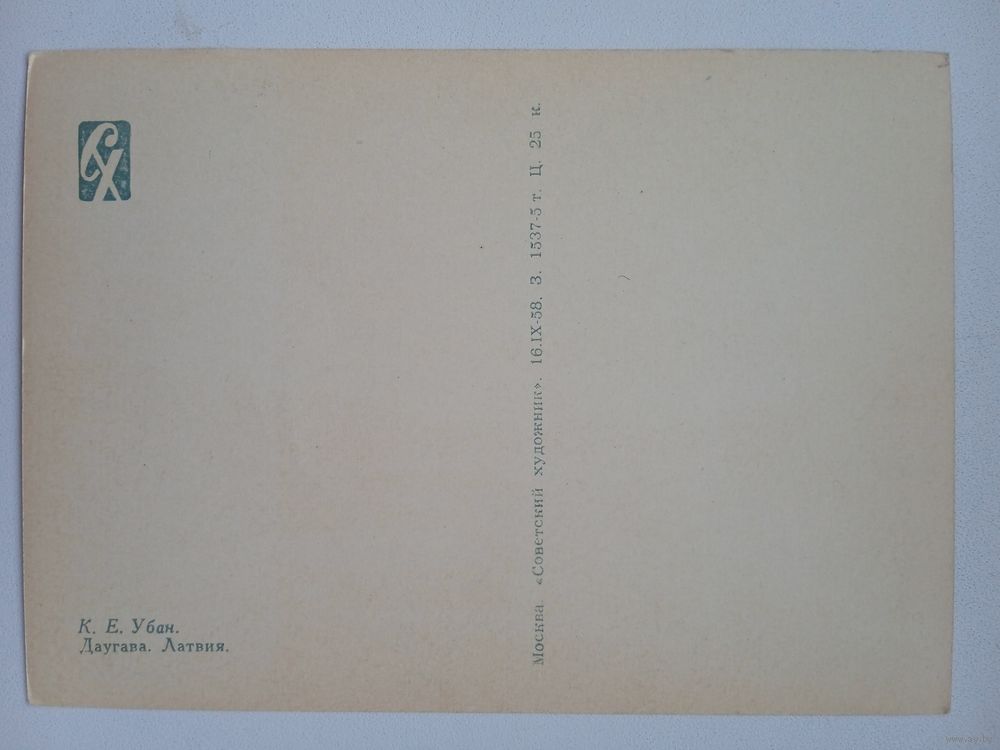 СХ
К. Е. Убан.
Даугава. Латвия.
Москва. «Советский художник». 16.IX-58. З. 1537-5 т. Ц. 25 к.